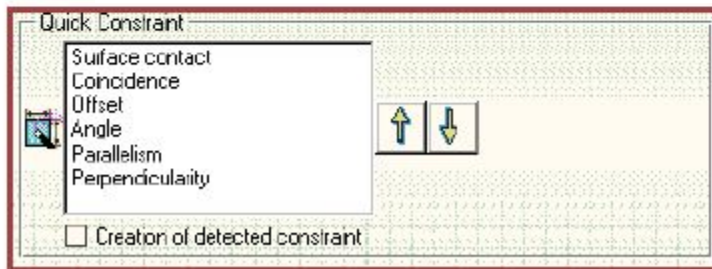 Quick Constraint
Surface contact
Coincidence
Offset
Angle
Parallelism
Perpendicularity
Creation of detected constraint